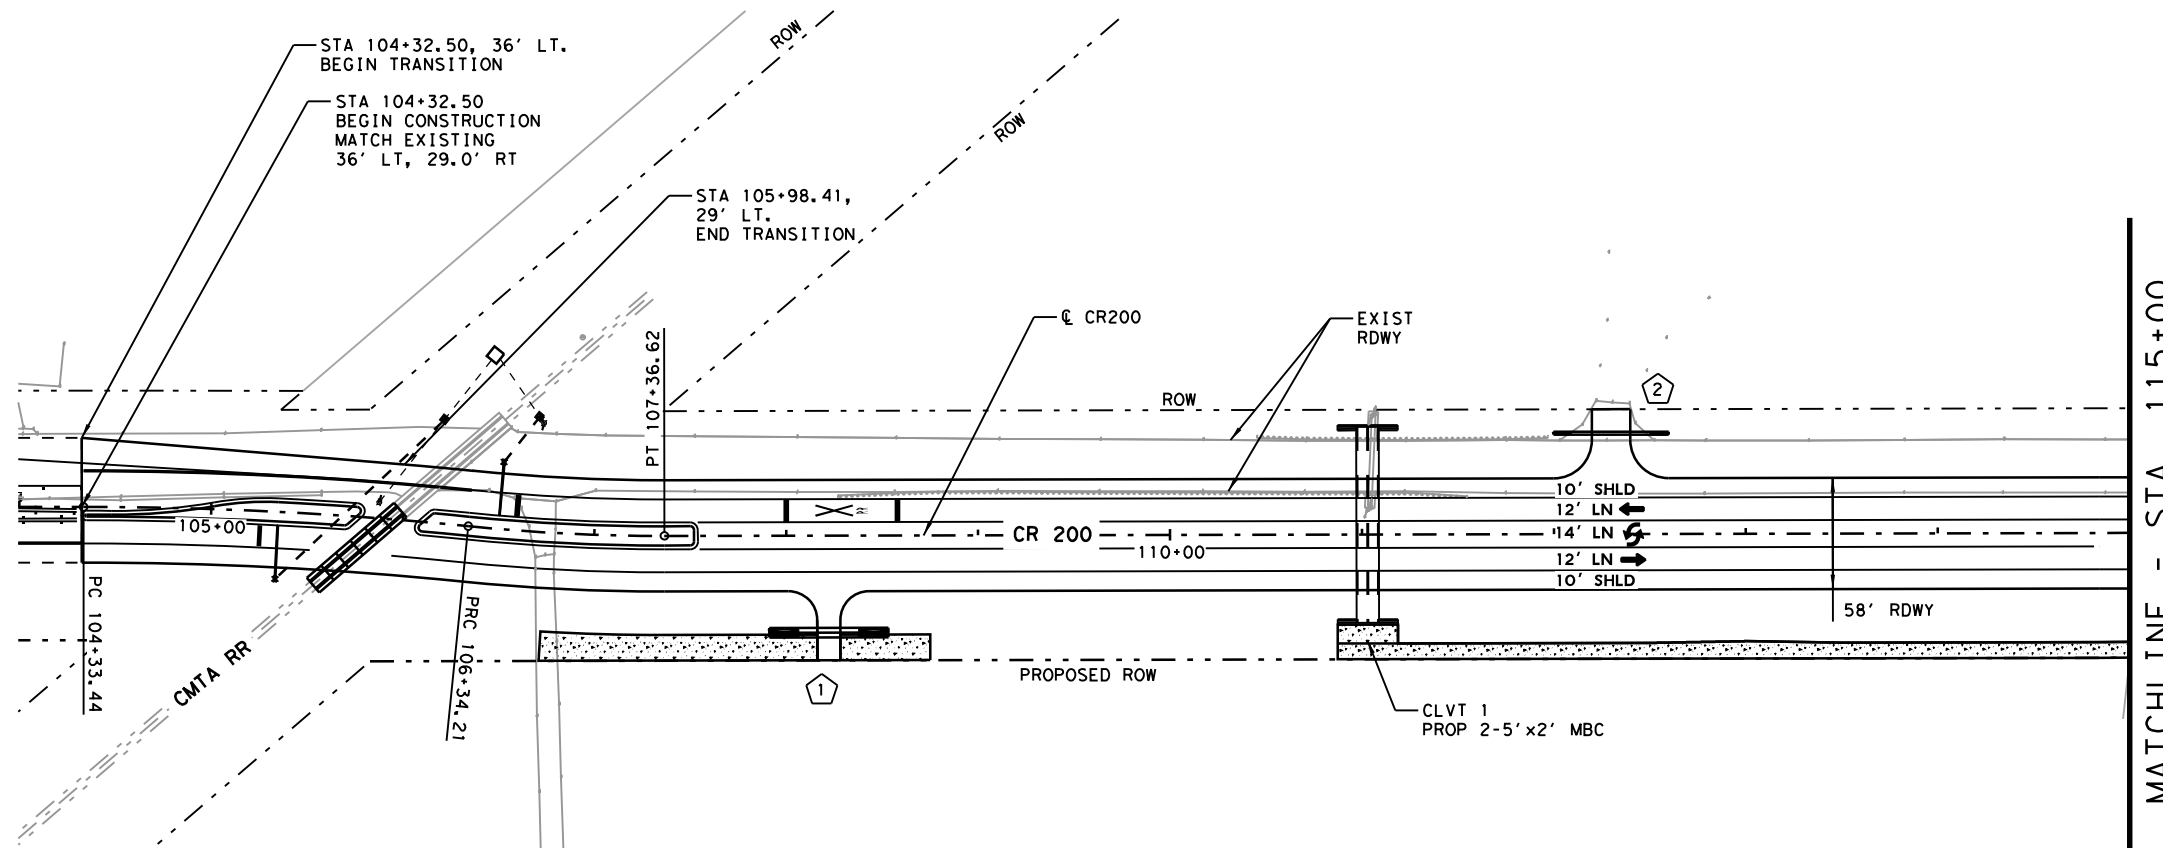 STA 104+32.50, 36' LT.
BEGIN TRANSITION
STA 104+32.50
BEGIN CONSTRUCTION
MATCH EXISTING
36' LT, 29.0' RT
ROW
ROW
STA 105+98.41,
29' LT.
END TRANSITION
PT 107+36.62
℄ CR200
EXIST
RDWY
ROW
2
105+00
CR 200
110+00
10' SHLD
12' LN
14' LN
12' LN
10' SHLD
58' RDWY
PC 104+33.44
PRC 106+34.21
CMTA RR
1
PROPOSED ROW
CLVT 1
PROP 2-5'x2' MBC
MATCH LINE - STA 115+00